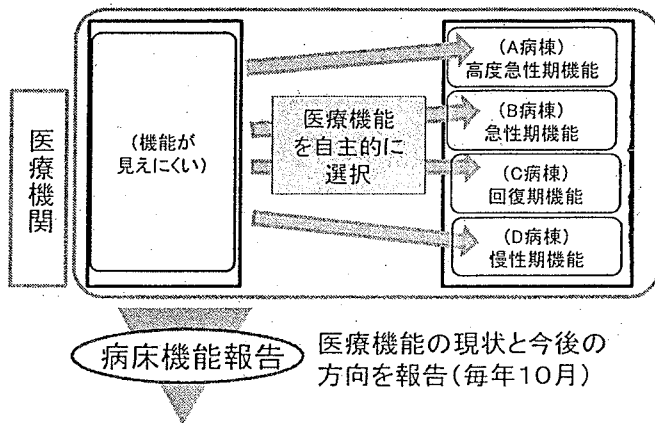 医療機関
(機能が
見えにくい)
医療機能
を自主的に
選択
(A病棟)
高度急性期機能
(B病棟)
急性期機能
(C病棟)
回復期機能
(D病棟)
慢性期機能
病床機能報告
医療機能の現状と今後の
方向を報告(毎年10月)